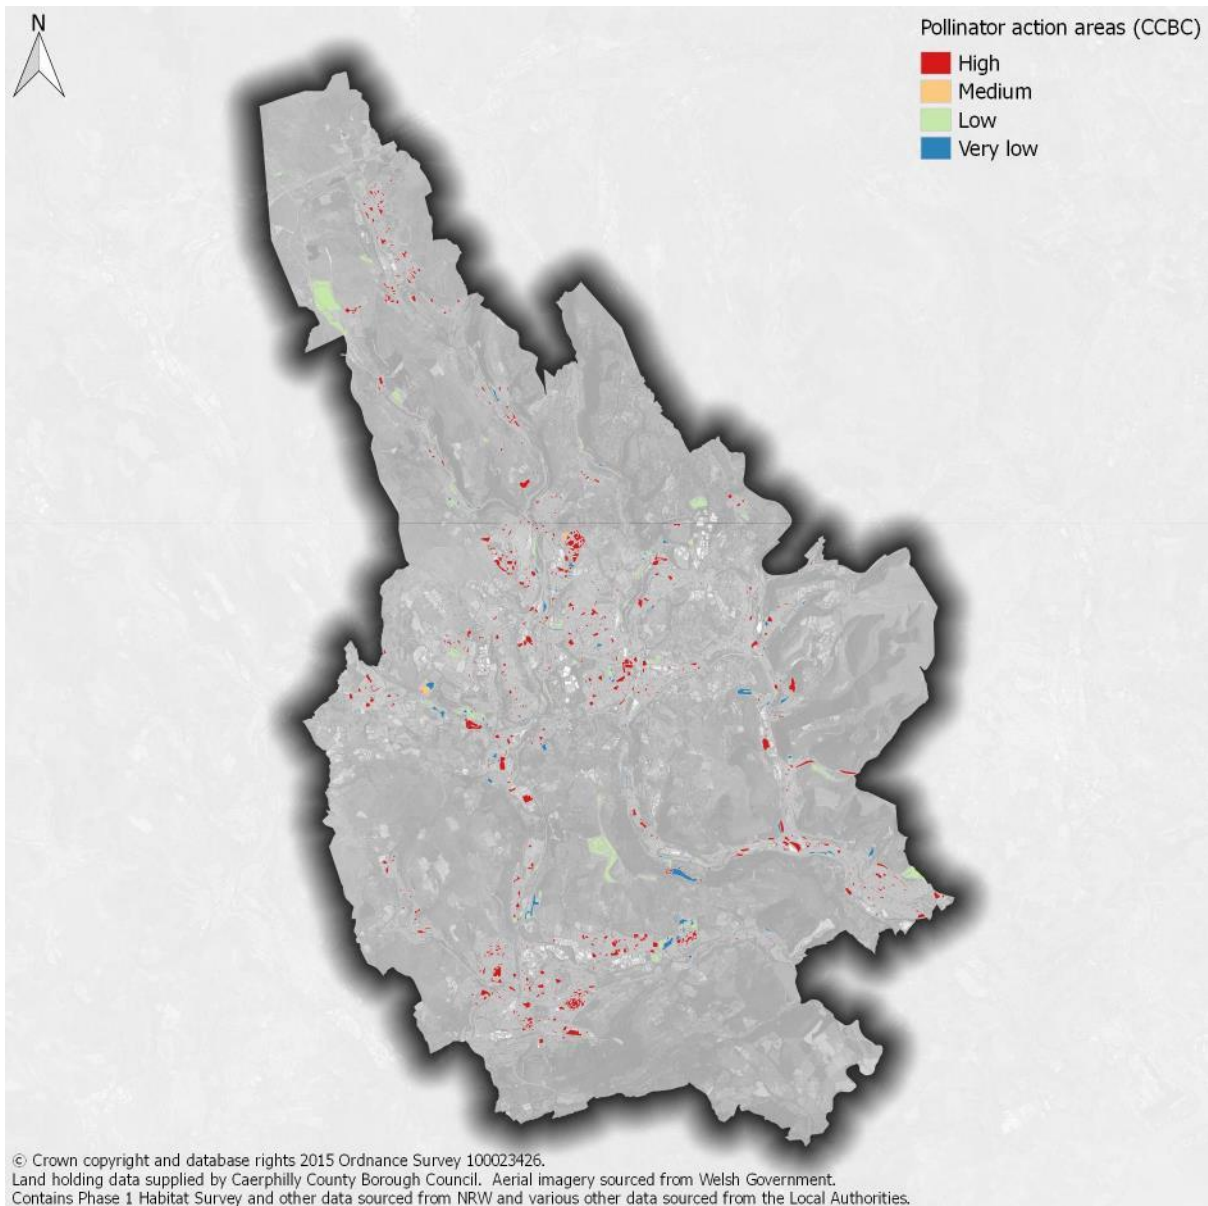 N
Pollinator action areas (CCBC)
High
Medium
Low
Very low
© Crown copyright and database rights 2015 Ordnance Survey 100023426.
Land holding data supplied by Caerphilly County Borough Council.  Aerial imagery sourced from Welsh Government.
Contains Phase 1 Habitat Survey and other data sourced from NRW and various other data sourced from the Local Authorities.